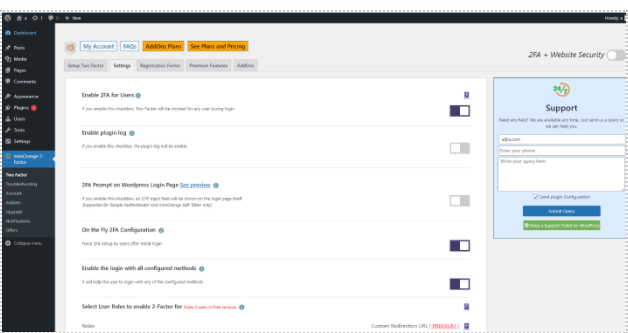 + New
Howdy, a
Dashboard
Posts
Media
Pages
Comments
Appearance
Plugins
Users
Tools
Settings
miniOrange 2-Factor
Two Factor
Troubleshooting
Account
Addons
Upgrade
Notifications
Offers
Collapse menu
My Account
FAQs
AddOns Plans
See Plans and Pricing
2FA + Website Security
Setup Two Factor
Settings
Registration Forms
Premium Features
AddOns
Enable 2FA for Users
If you enable this checkbox, Two-Factor will be invoked for any user during login
Enable plugin log
If you enable this checkbox, the plugin log will be enable.
2FA Prompt on Wordpress Login Page See preview
If you enable this checkbox, an OTP input field will be shown on the login page itself
(Supported for Google Authenticator and miniOrange Soft Token only)
On the Fly 2FA Configuration
Force the setup by users after initial login
Enable the login with all configured methods
It will help the user to login with any of the configured methods
Select User Roles to enable 2-Factor for (Upto 3 users in free version)
Roles
Custom Redirection URL [ PREMIUM ]
24/7
Support
Need any help? We are available any time, Just send us a query so
we can help you.
a@a.com
Enter your phone
Write your query here
Send plugin Configuration
Submit Query
Raise a Support Ticket on WordPress